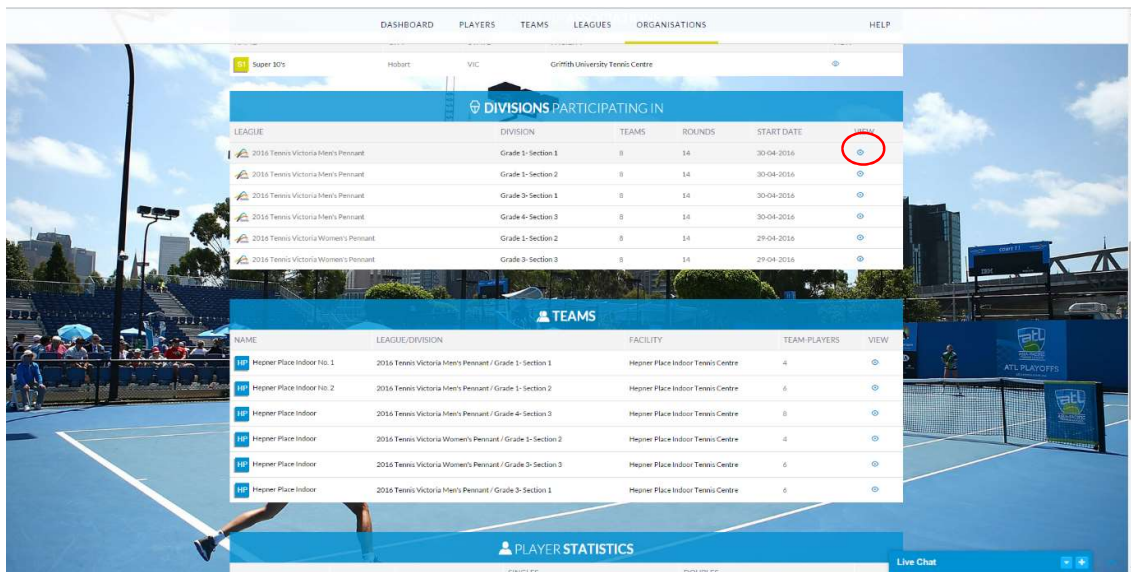 DASHBOARD PLAYERS TEAMS LEAGUES ORGANISATIONS HELP
S1 Super 10's Hobart VIC Griffith University Tennis Centre
DIVISIONS PARTICIPATING IN
LEAGUE DIVISION TEAMS ROUNDS START DATE VIEW
2016 Tennis Victoria Men's Pennant Grade 1- Section 1 8 14 30-04-2016
2016 Tennis Victoria Men's Pennant Grade 1- Section 2 8 14 30-04-2016
2016 Tennis Victoria Men's Pennant Grade 3- Section 1 8 14 30-04-2016
2016 Tennis Victoria Men's Pennant Grade 4- Section 3 8 14 30-04-2016
2016 Tennis Victoria Women's Pennant Grade 1- Section 2 8 14 29-04-2016
2016 Tennis Victoria Women's Pennant Grade 3- Section 3 8 14 29-04-2016
court 11
IBM
TEAMS
NAME LEAGUE/DIVISION FACILITY TEAM-PLAYERS VIEW
HP Hepner Place Indoor No. 1 2016 Tennis Victoria Men's Pennant / Grade 1- Section 1 Hepner Place Indoor Tennis Centre 4
HP Hepner Place Indoor No. 2 2016 Tennis Victoria Men's Pennant / Grade 1- Section 2 Hepner Place Indoor Tennis Centre 6
HP Hepner Place Indoor 2016 Tennis Victoria Men's Pennant / Grade 4- Section 3 Hepner Place Indoor Tennis Centre 8
HP Hepner Place Indoor 2016 Tennis Victoria Women's Pennant / Grade 1- Section 2 Hepner Place Indoor Tennis Centre 4
HP Hepner Place Indoor 2016 Tennis Victoria Women's Pennant / Grade 3- Section 3 Hepner Place Indoor Tennis Centre 6
HP Hepner Place Indoor 2016 Tennis Victoria Men's Pennant / Grade 3- Section 1 Hepner Place Indoor Tennis Centre 6
atl
ATL PLAYOFFS
atl
PLAYER STATISTICS
SINGLES DOUBLES
Live Chat